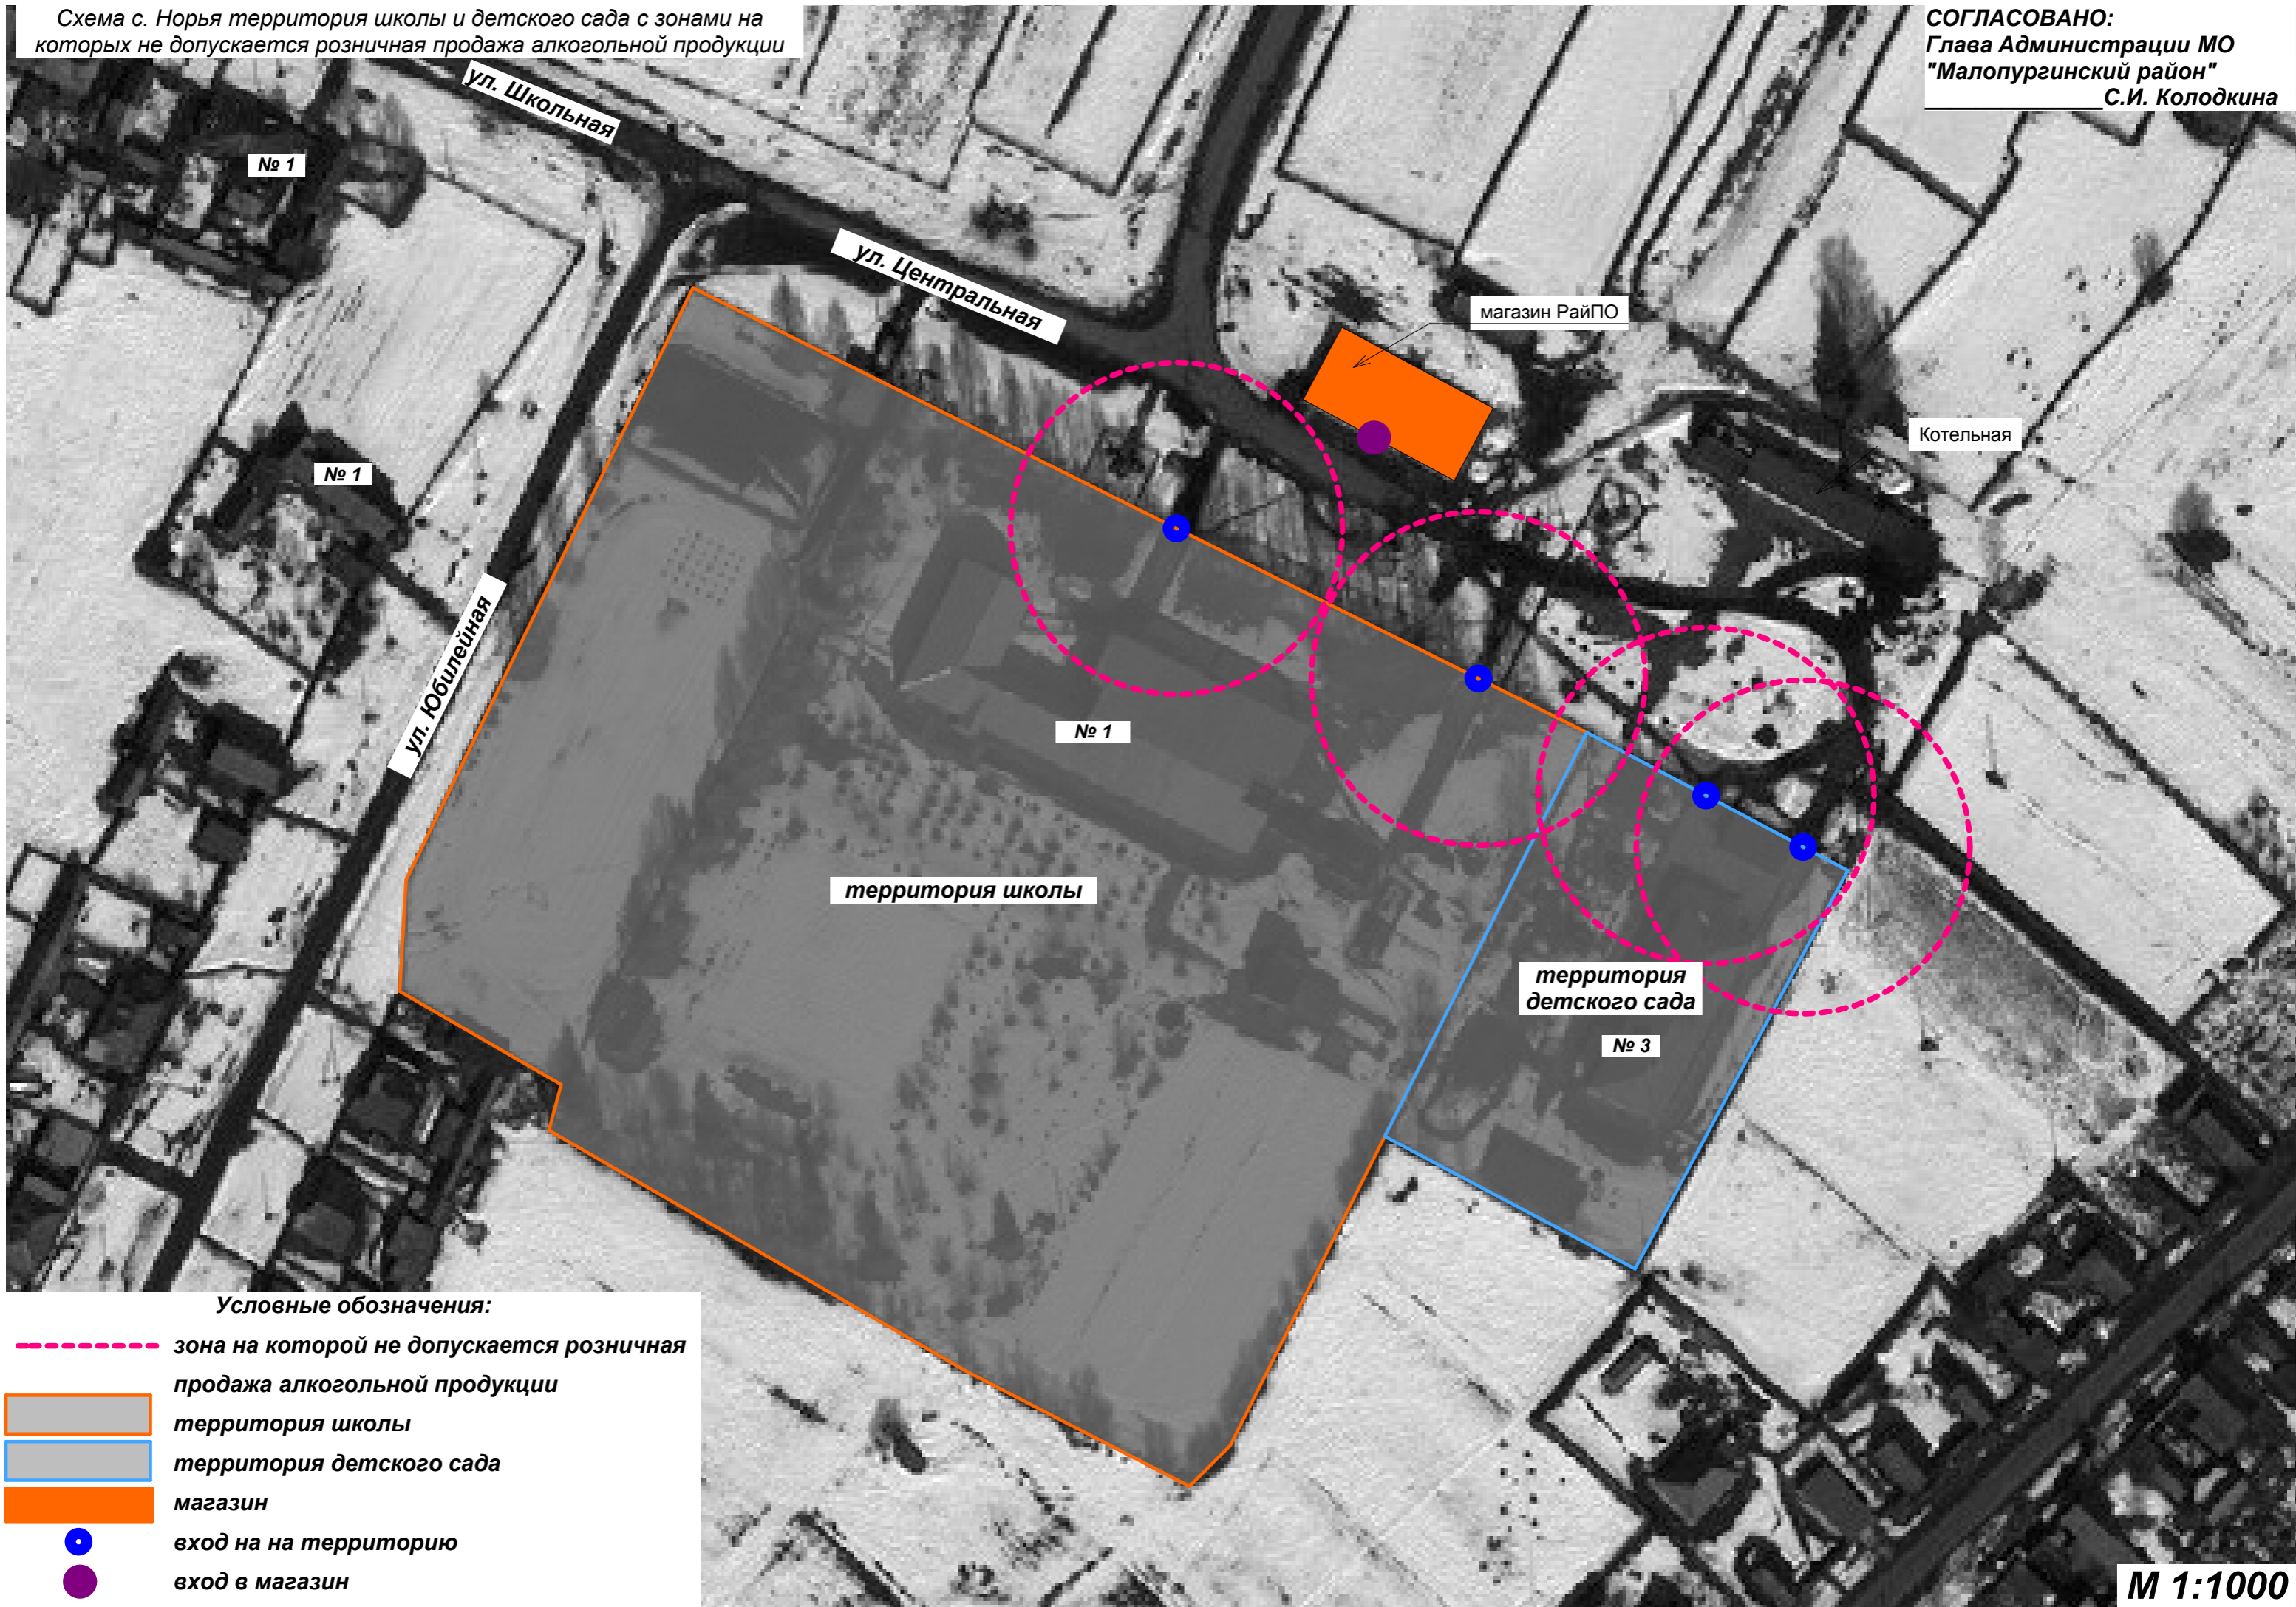 Схема с. Норья территория школы и детского сада с зонами на
которых не допускается розничная продажа алкогольной продукции
СОГЛАСОВАНО:
Глава Администрации МО
"Малопургинский район"
С.И. Колодкина
ул. Школьная
№ 1
ул. Центральная
магазин РайПО
Котельная
№ 1
ул. Юбилейная
№ 1
территория школы
территория
детского сада
№ 3
Условные обозначения:
зона на которой не допускается розничная
продажа алкогольной продукции
территория школы
территория детского сада
магазин
вход на на территорию
вход в магазин
М 1:1000